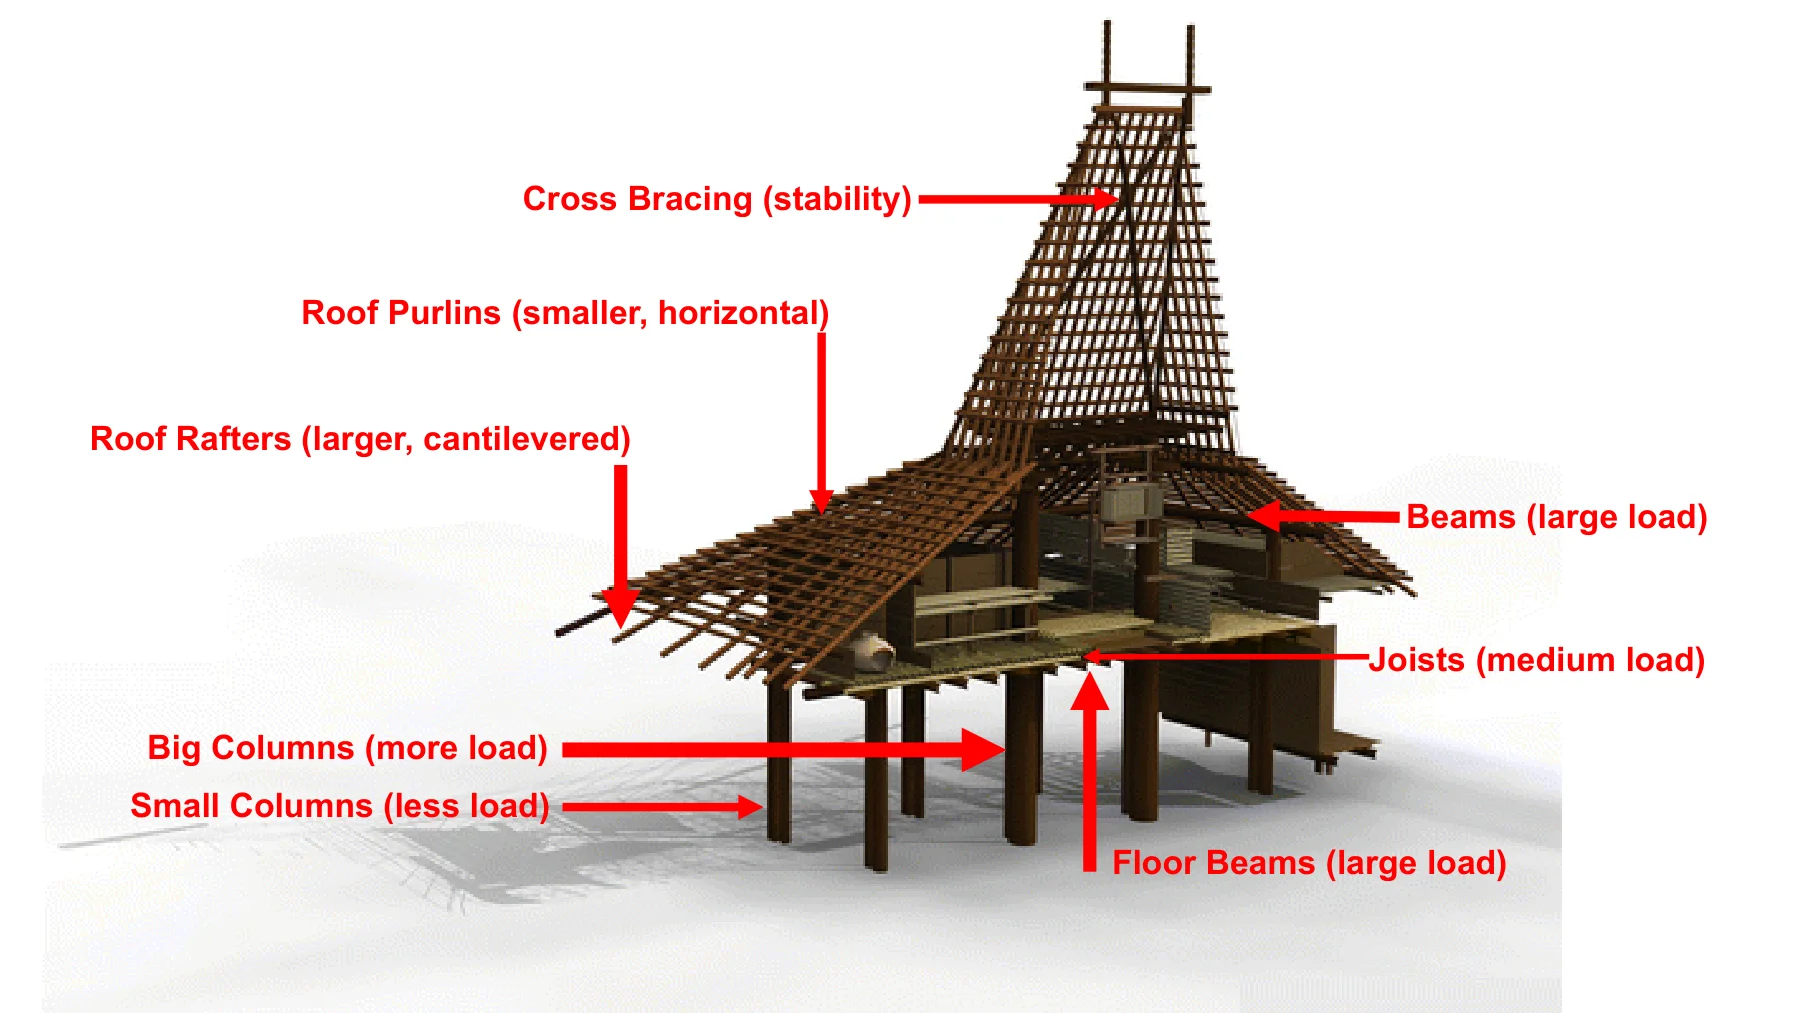 Cross Bracing (stability)
Roof Purlins (smaller, horizontal)
Roof Rafters (larger, cantilevered)
Beams (large load)
Joists (medium load)
Big Columns (more load)
Small Columns (less load)
Floor Beams (large load)